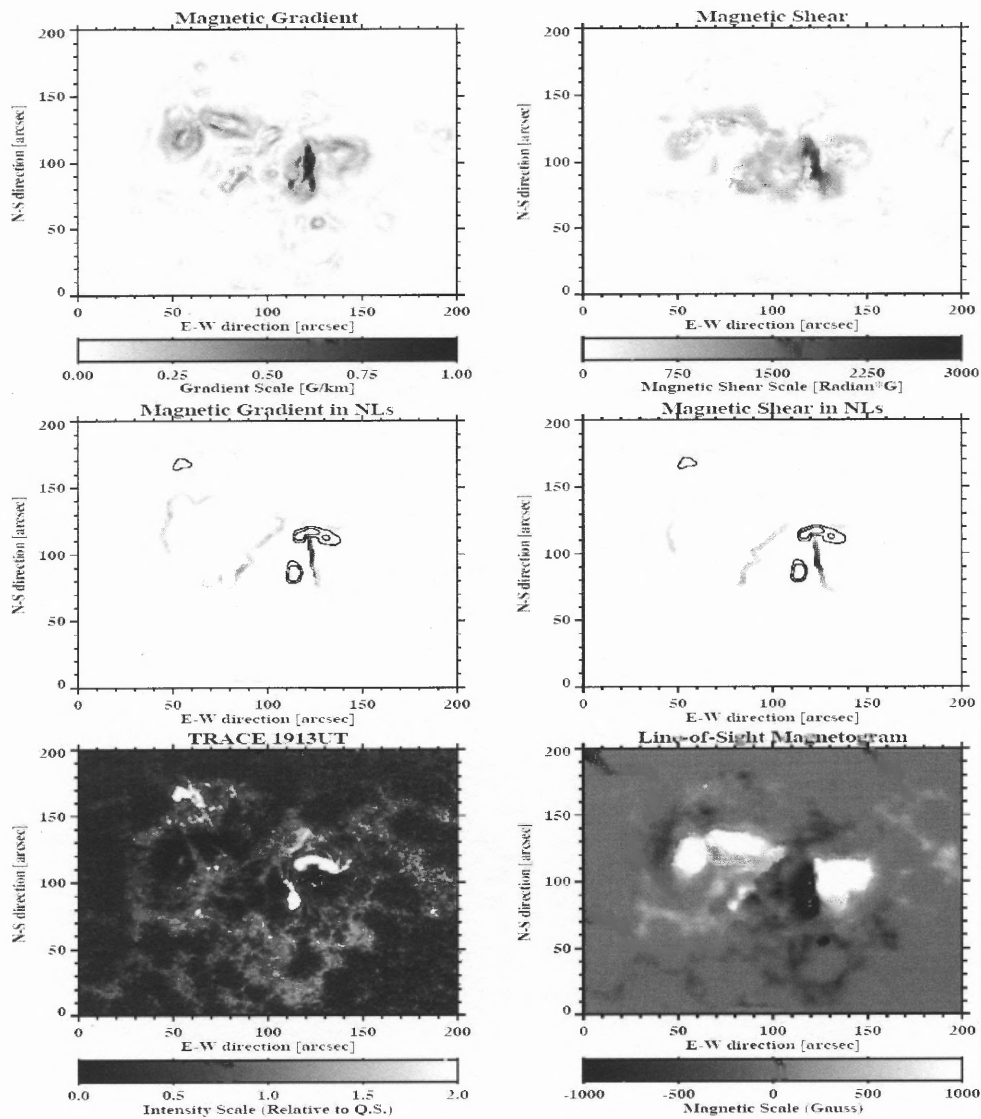 Magnetic Gradient
200
150
100
50
0
N-S direction [arcsec]
0 50 100 150 200
E-W direction [arcsec]
0.00 0.25 0.50 0.75 1.00
Gradient Scale [G/km]
Magnetic Shear
200
150
100
50
0
N-S direction [arcsec]
0 50 100 150 200
E-W direction [arcsec]
0 750 1500 2250 3000
Magnetic Shear Scale [Radian*G]
Magnetic Gradient in NLs
200
150
100
50
0
N-S direction [arcsec]
0 50 100 150 200
E-W direction [arcsec]
Magnetic Shear in NLs
200
150
100
50
0
N-S direction [arcsec]
0 50 100 150 200
E-W direction [arcsec]
TRACE 1913UT
200
150
100
50
0
N-S direction [arcsec]
0 50 100 150 200
E-W direction [arcsec]
0.0 0.5 1.0 1.5 2.0
Intensity Scale (Relative to Q.S.)
Line-of-Sight Magnetogram
200
150
100
50
0
N-S direction [arcsec]
0 50 100 150 200
E-W direction [arcsec]
-1000 -500 0 500 1000
Magnetic Scale (Gauss)